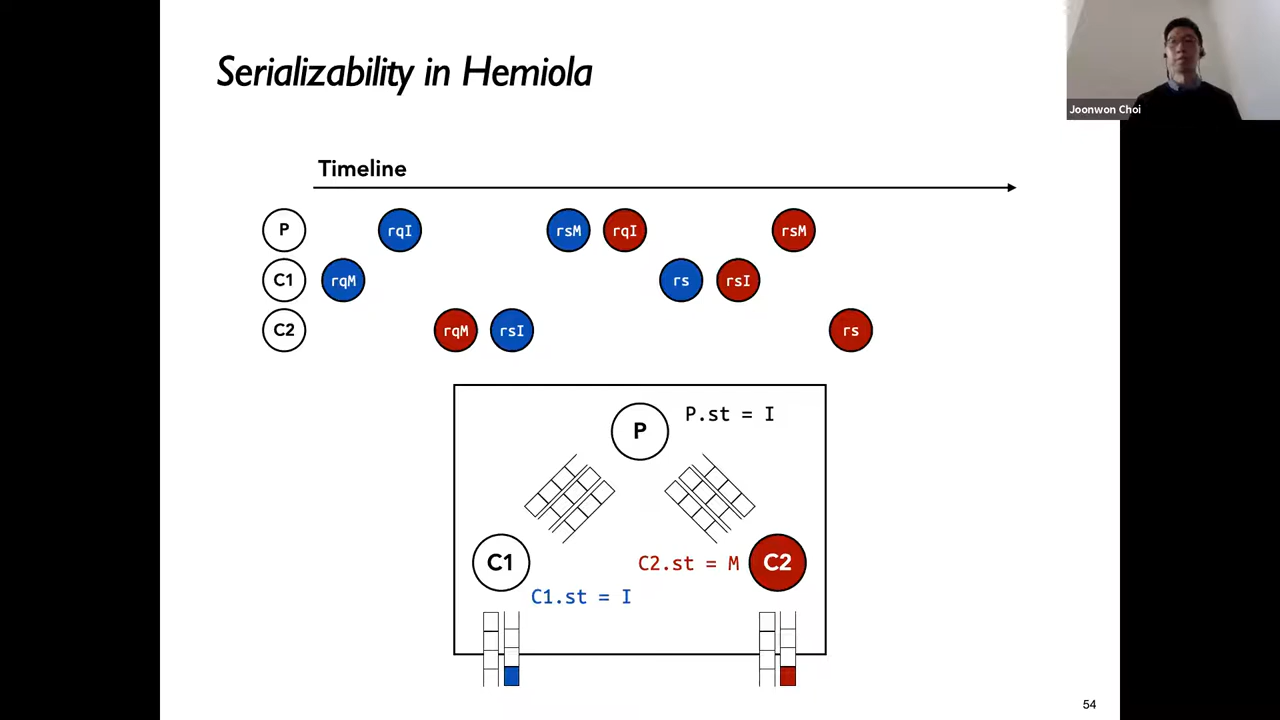 Serializability in Hemiola
Joonwon Choi
Timeline
P rqI rsM rqI rsM
C1 rqM rs rsI
C2 rqM rsI rs
P P.st = I
C1 C2.st = M C2
C1.st = I
54